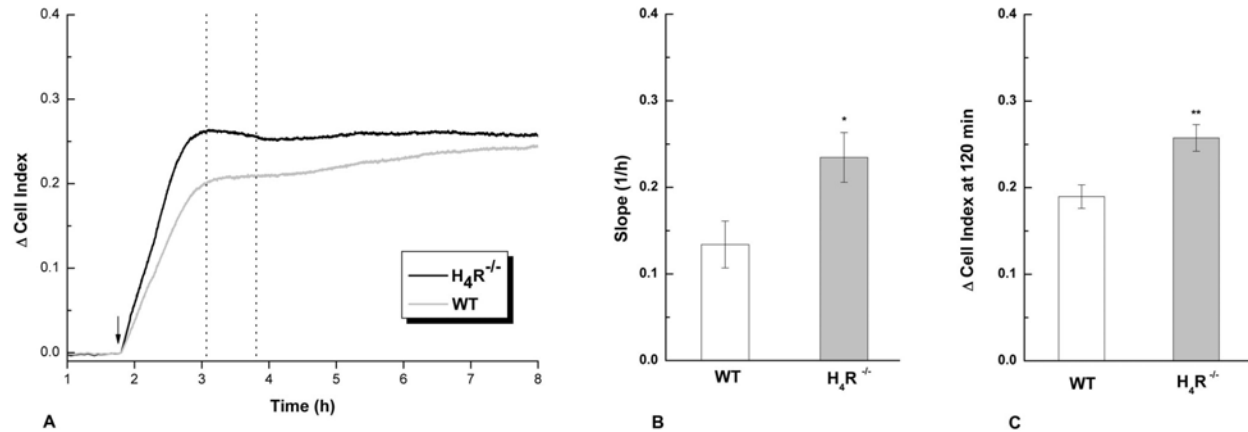 0.4
0.3
0.2
0.1
0.0
Δ Cell Index
1 2 3 4 5 6 7 8
Time (h)
H₄R⁻/⁻
WT
A
0.4
0.3
0.2
0.1
0.0
Slope (1/h)
*
WT H₄R⁻/⁻
B
0.4
0.3
0.2
0.1
0.0
Δ Cell Index at 120 min
**
WT H₄R⁻/⁻
C